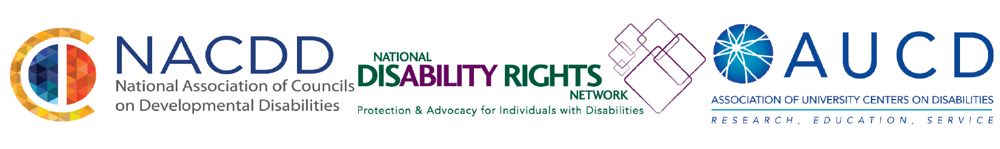 NACDD
National Association of Councils
on Developmental Disabilities
NATIONAL
DISABILITY RIGHTS
NETWORK
Protection & Advocacy for Individuals with Disabilities
AUCD
ASSOCIATION OF UNIVERSITY CENTERS ON DISABILITIES
RESEARCH, EDUCATION, SERVICE